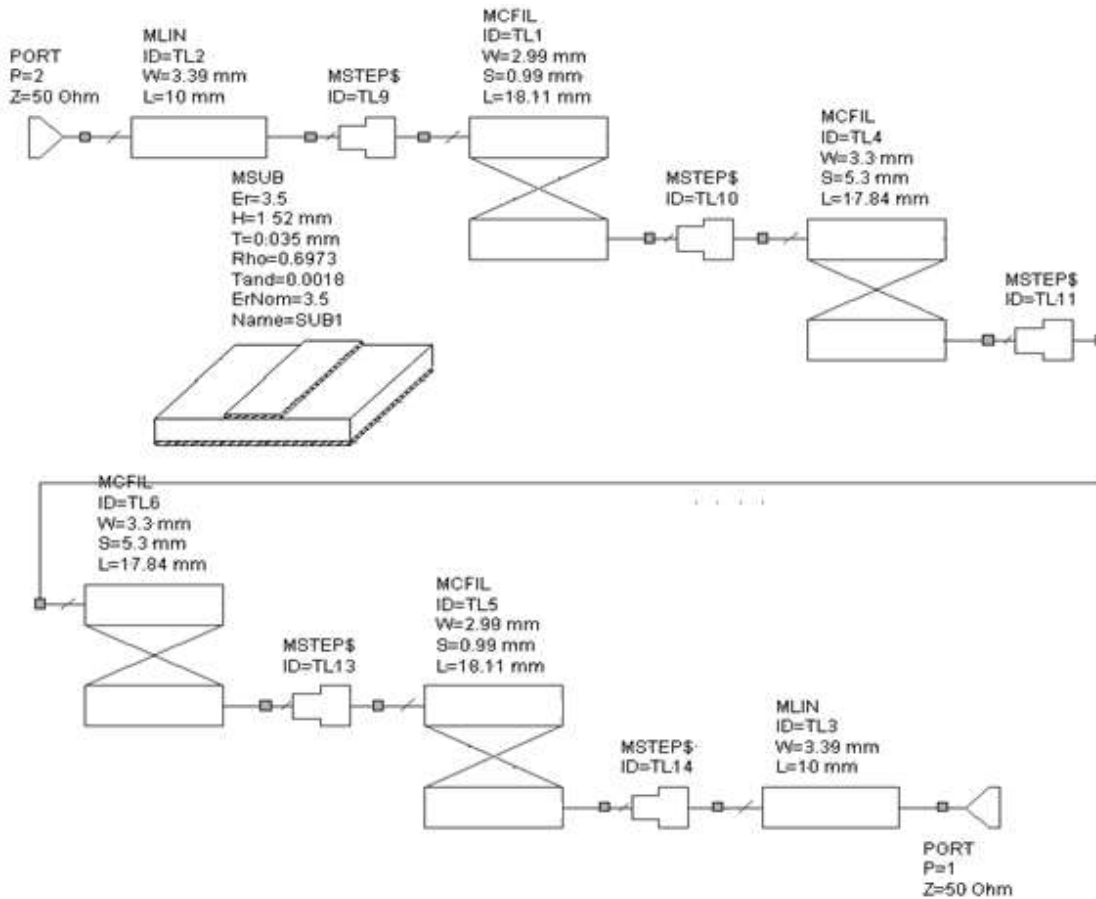 PORT
P=2
Z=50 Ohm
MLIN
ID=TL2
W=3.39 mm
L=10 mm
MSTEP$
ID=TL9
MCFIL
ID=TL1
W=2.99 mm
S=0.99 mm
L=18.11 mm
MSUB
Er=3.5
H=1.52 mm
T=0.035 mm
Rho=0.6973
Tand=0.0018
ErNom=3.5
Name=SUB1
MSTEP$
ID=TL10
MCFIL
ID=TL4
W=3.3 mm
S=5.3 mm
L=17.84 mm
MSTEP$
ID=TL11
MCFIL
ID=TL6
W=3.3 mm
S=5.3 mm
L=17.84 mm
MSTEP$
ID=TL13
MCFIL
ID=TL5
W=2.99 mm
S=0.99 mm
L=18.11 mm
MSTEP$
ID=TL14
MLIN
ID=TL3
W=3.39 mm
L=10 mm
PORT
P=1
Z=50 Ohm